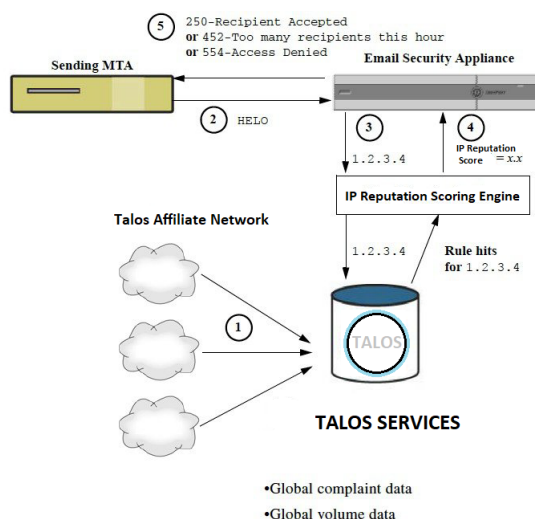 5
250-Recipient Accepted
or 452-Too many recipients this hour
or 554-Access Denied
Sending MTA
Email Security Appliance
2
HELO
3
4
1.2.3.4
IP Reputation
Score = x.x
IP Reputation Scoring Engine
Talos Affiliate Network
1.2.3.4
Rule hits
for 1.2.3.4
1
TALOS
TALOS SERVICES
•Global complaint data
•Global volume data